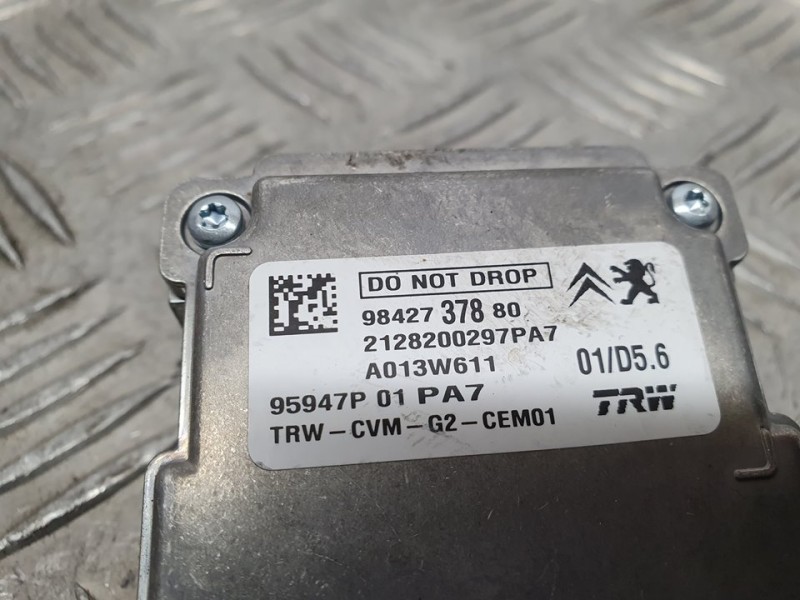 DO NOT DROP
98427 378 80
2128200297PA7
A013W611 01/D5.6
95947P 01 PA7 TRW
TRW-CVM-G2-CEM01